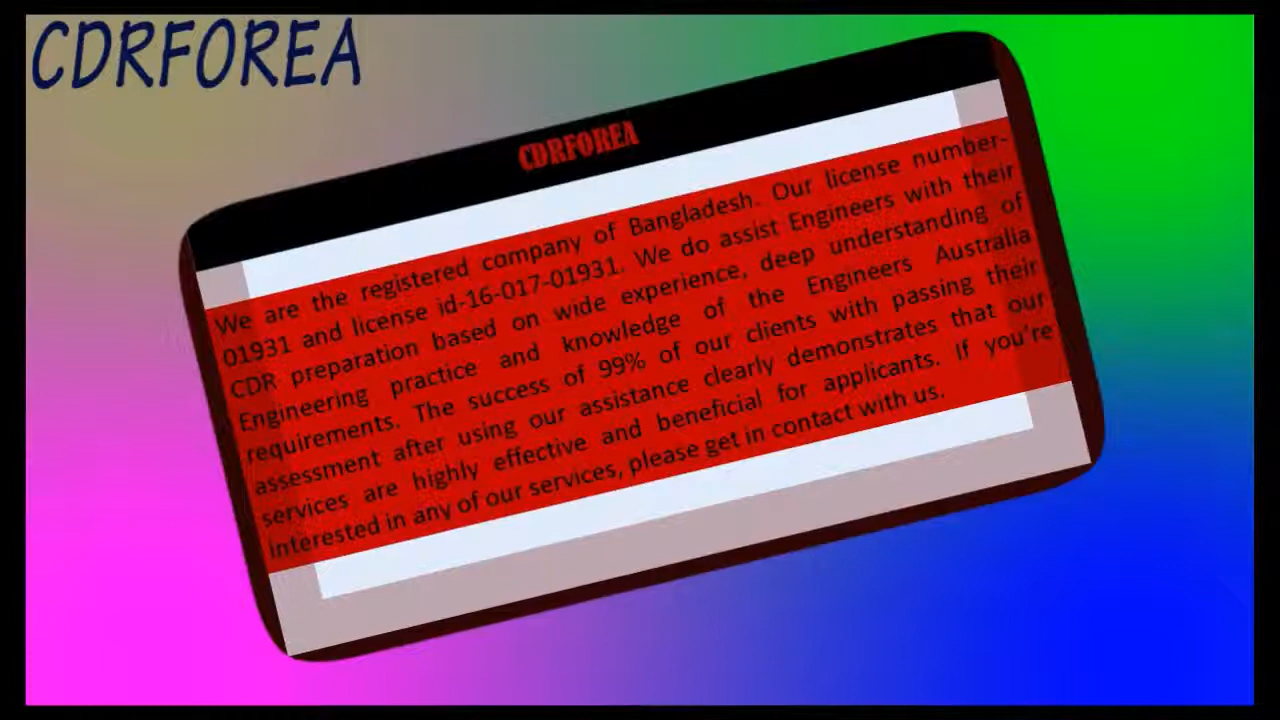 CDRFOREA
CDRFOREA
We are the registered company of Bangladesh. Our license number-
01931 and license id-16-017-01931. We do assist Engineers with their
CDR preparation based on wide experience, deep understanding of
Engineering practice and knowledge of the Engineers Australia
requirements. The success of 99% of our clients with passing their
assessment after using our assistance clearly demonstrates that our
services are highly effective and beneficial for applicants. If you're
interested in any of our services, please get in contact with us.